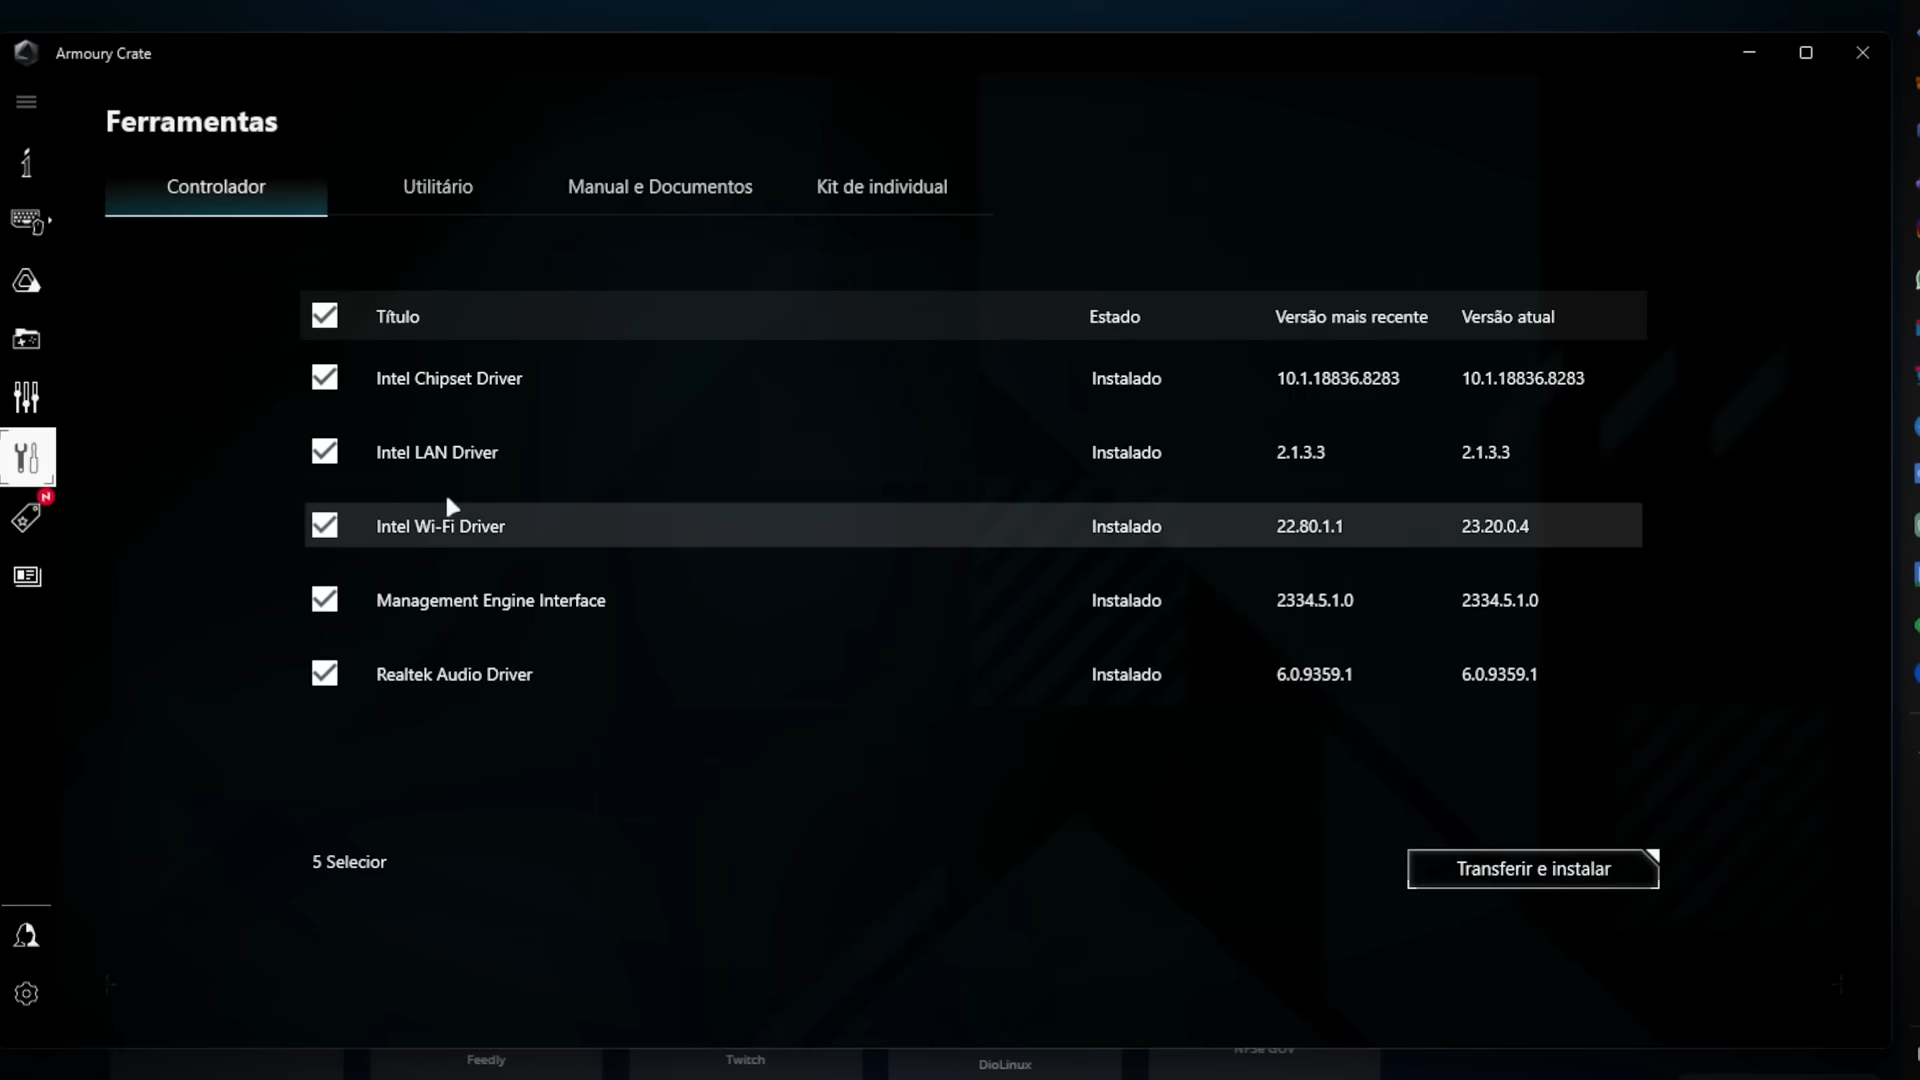 Armoury Crate
Ferramentas
Controlador Utilitário Manual e Documentos Kit de individual
Título Estado Versão mais recente Versão atual
Intel Chipset Driver Instalado 10.1.18836.8283 10.1.18836.8283
Intel LAN Driver Instalado 2.1.3.3 2.1.3.3
Intel Wi-Fi Driver Instalado 22.80.1.1 23.20.0.4
Management Engine Interface Instalado 2334.5.1.0 2334.5.1.0
Realtek Audio Driver Instalado 6.0.9359.1 6.0.9359.1
5 Selecior
Transferir e instalar
N
Feedly Twitch DioLinux NFSe GOV